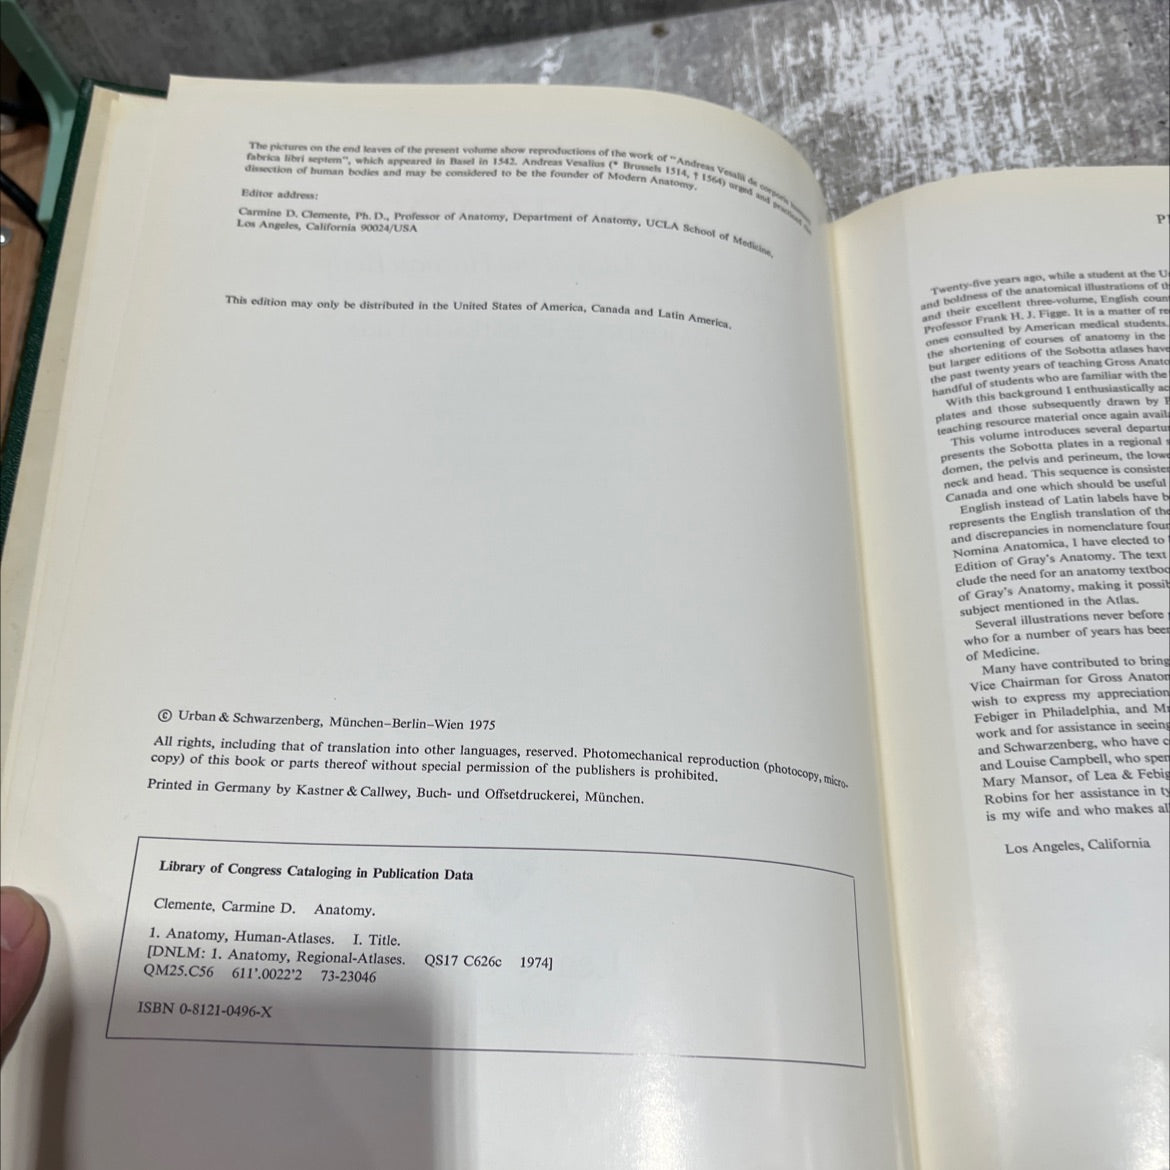 The pictures on the end leaves of the present volume show reproductions of the work of "Andreas Vesalii de corporis humani
fabrica libri septem", which appeared in Basel in 1542. Andreas Vesalius (* Brussels 1514, † 1564) urged and practiced the
dissection of human bodies and may be considered to be the founder of Modern Anatomy.
Editor address:
Carmine D. Clemente, Ph. D., Professor of Anatomy, Department of Anatomy, UCLA School of Medicine,
Los Angeles, California 90024/USA
This edition may only be distributed in the United States of America, Canada and Latin America.
© Urban & Schwarzenberg, München–Berlin–Wien 1975
All rights, including that of translation into other languages, reserved. Photomechanical reproduction (photocopy, micro-
copy) of this book or parts thereof without special permission of the publishers is prohibited.
Printed in Germany by Kastner & Callwey, Buch- und Offsetdruckerei, München.
Library of Congress Cataloging in Publication Data
Clemente, Carmine D. Anatomy.
1. Anatomy, Human-Atlases. I. Title.
[DNLM: 1. Anatomy, Regional-Atlases. QS17 C626c 1974]
QM25.C56 611'.0022'2 73-23046
ISBN 0-8121-0496-X
Twenty-five years ago, while a student at the
and boldness of the anatomical illustrations of
and their excellent three-volume, English
Professor Frank H. J. Figge. It is a matter of
ones consulted by American medical students.
the shortening of courses of anatomy in the
but larger editions of the Sobotta atlases have
the past twenty years of teaching Gross
handful of students who are familiar with the
With this background I enthusiastically
plates and those subsequently drawn by
teaching resource material once again
This volume introduces several
presents the Sobotta plates in a regional
domen, the pelvis and perineum, the
neck and head. This sequence is
Canada and one which should be useful
English instead of Latin labels have
represents the English translation of the
and discrepancies in nomenclature
Nomina Anatomica, I have elected to
Edition of Gray's Anatomy. The text
clude the need for an anatomy
of Gray's Anatomy, making it
subject mentioned in the Atlas.
Several illustrations never before
who for a number of years has been
of Medicine.
Many have contributed to bring
Vice Chairman for Gross
wish to express my appreciation
Febiger in Philadelphia, and
work and for assistance in seeing
and Schwarzenberg, who have
and Louise Campbell, who
Mary Mansor, of Lea &
Robins for her assistance in
is my wife and who makes
Los Angeles, California